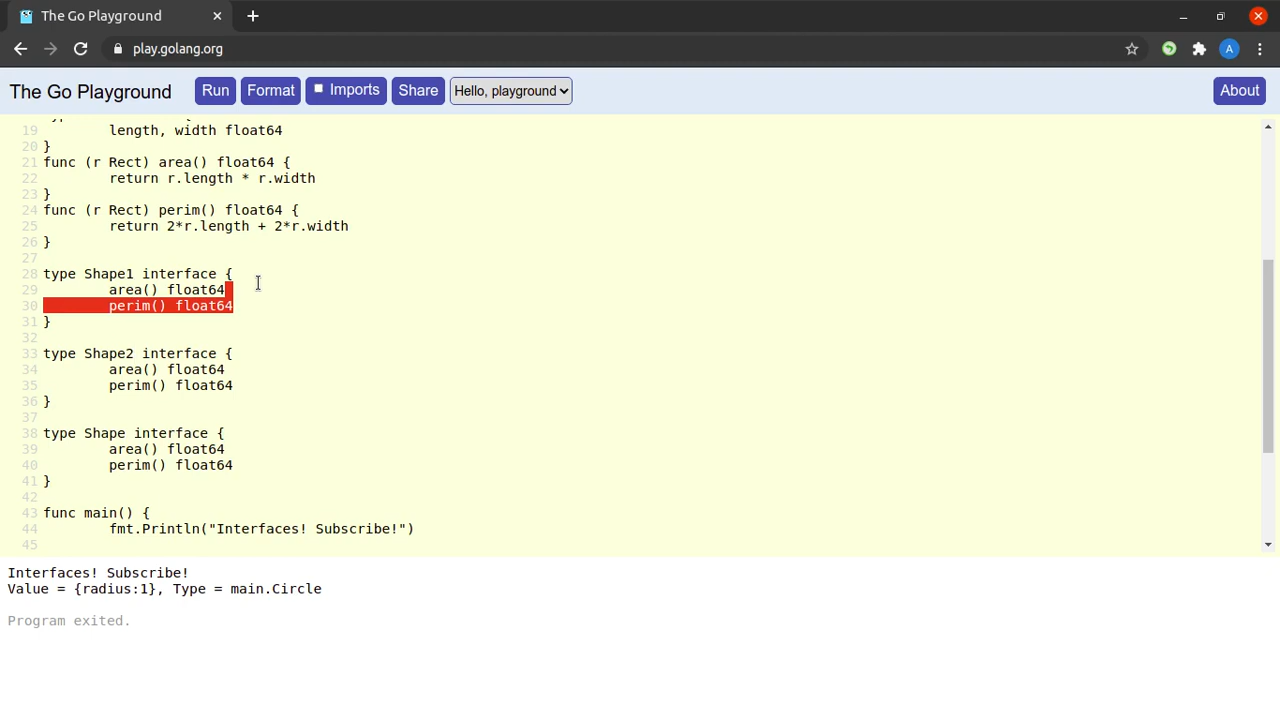 The Go Playground
play.golang.org
A
The Go Playground
Run
Format
Imports
Share
Hello, playground
About
19 length, width float64
20 }
21 func (r Rect) area() float64 {
22 return r.length * r.width
23 }
24 func (r Rect) perim() float64 {
25 return 2*r.length + 2*r.width
26 }
27
28 type Shape1 interface {
29 area() float64
30 perim() float64
31 }
32
33 type Shape2 interface {
34 area() float64
35 perim() float64
36 }
37
38 type Shape interface {
39 area() float64
40 perim() float64
41 }
42
43 func main() {
44 fmt.Println("Interfaces! Subscribe!")
45
Interfaces! Subscribe!
Value = {radius:1}, Type = main.Circle
Program exited.